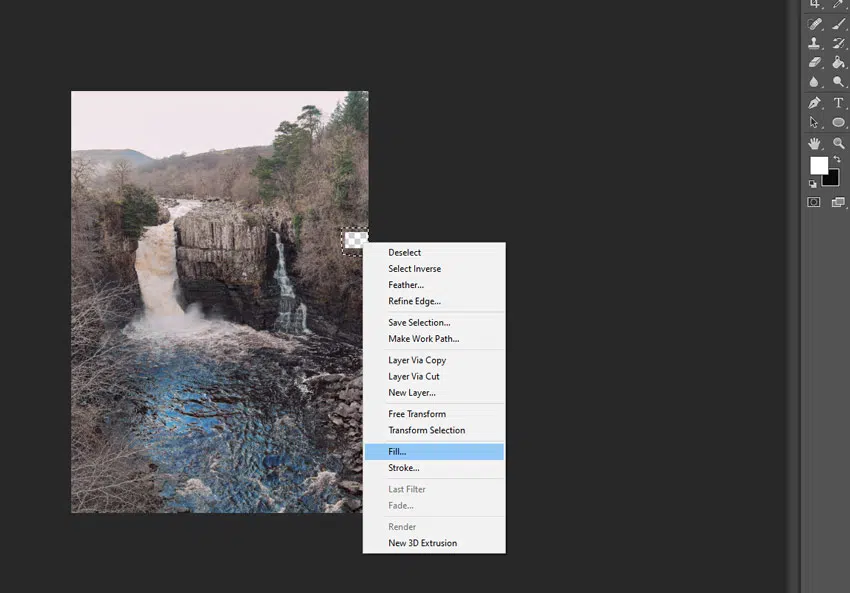 Deselect
Select Inverse
Feather...
Refine Edge...
Save Selection...
Make Work Path...
Layer Via Copy
Layer Via Cut
New Layer...
Free Transform
Transform Selection
Fill...
Stroke...
Last Filter
Fade...
Render
New 3D Extrusion
T